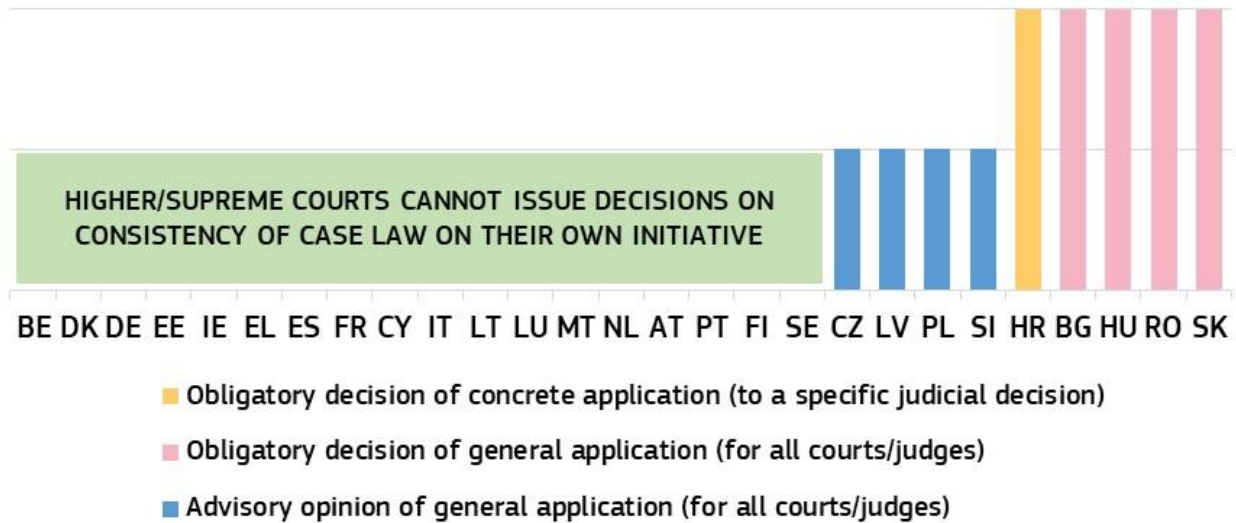 HIGHER/SUPREME COURTS CANNOT ISSUE DECISIONS ON
CONSISTENCY OF CASE LAW ON THEIR OWN INITIATIVE
BE DK DE EE IE EL ES FR CY IT LT LU MT NL AT PT FI SE CZ LV PL SI HR BG HU RO SK
Obligatory decision of concrete application (to a specific judicial decision)
Obligatory decision of general application (for all courts/judges)
Advisory opinion of general application (for all courts/judges)